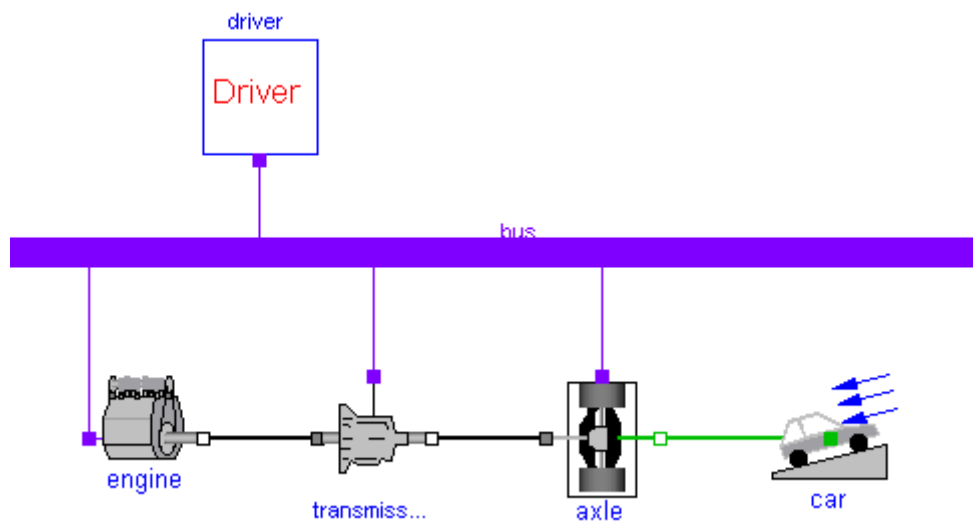 driver
Driver
bus
engine
transmiss...
axle
car